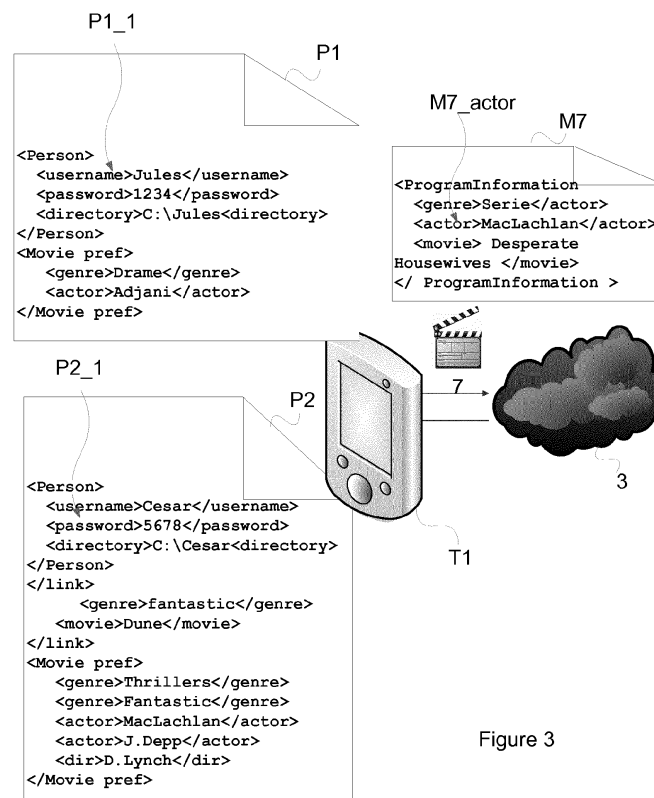 P1_1
P1
<Person>
<username>Jules</username>
<password>1234</password>
<directory>C:\Jules<directory>
</Person>
<Movie pref>
<genre>Drame</genre>
<actor>Adjani</actor>
</Movie pref>
M7_actor
M7
<ProgramInformation
<genre>Serie</actor>
<actor>MacLachlan</actor>
<movie> Desperate
Housewives </movie>
</ ProgramInformation >
7
3
T1
P2_1
P2
<Person>
<username>Cesar</username>
<password>5678</password>
<directory>C:\Cesar<directory>
</Person>
</link>
<genre>fantastic</genre>
<movie>Dune</movie>
</link>
<Movie pref>
<genre>Thrillers</genre>
<genre>Fantastic</genre>
<actor>MacLachlan</actor>
<actor>J.Depp</actor>
<dir>D.Lynch</dir>
</Movie pref>
Figure 3